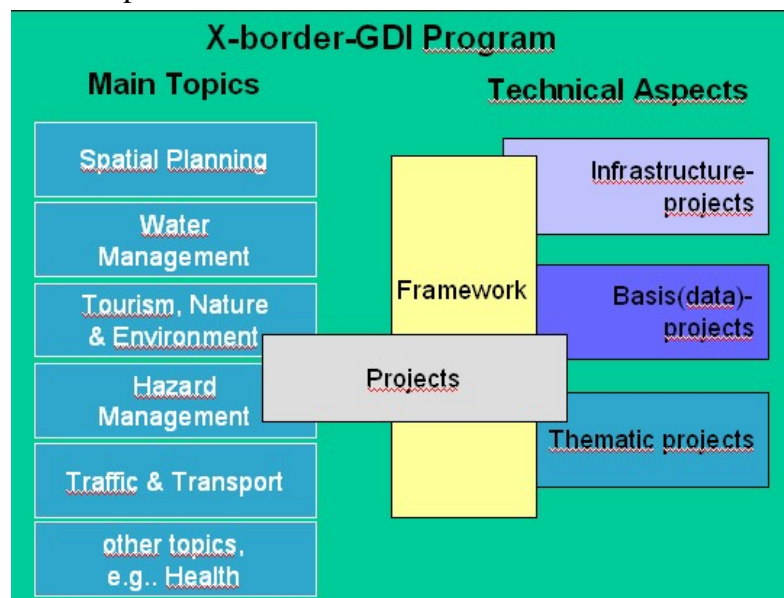 X-border-GDI Program
Main Topics
Spatial Planning
Water
Management
Tourism, Nature
& Environment
Hazard
Management
Traffic & Transport
other topics,
e.g.. Health
Technical Aspects
Framework
Projects
Infrastructure-
projects
Basis(data)-
projects
Thematic projects